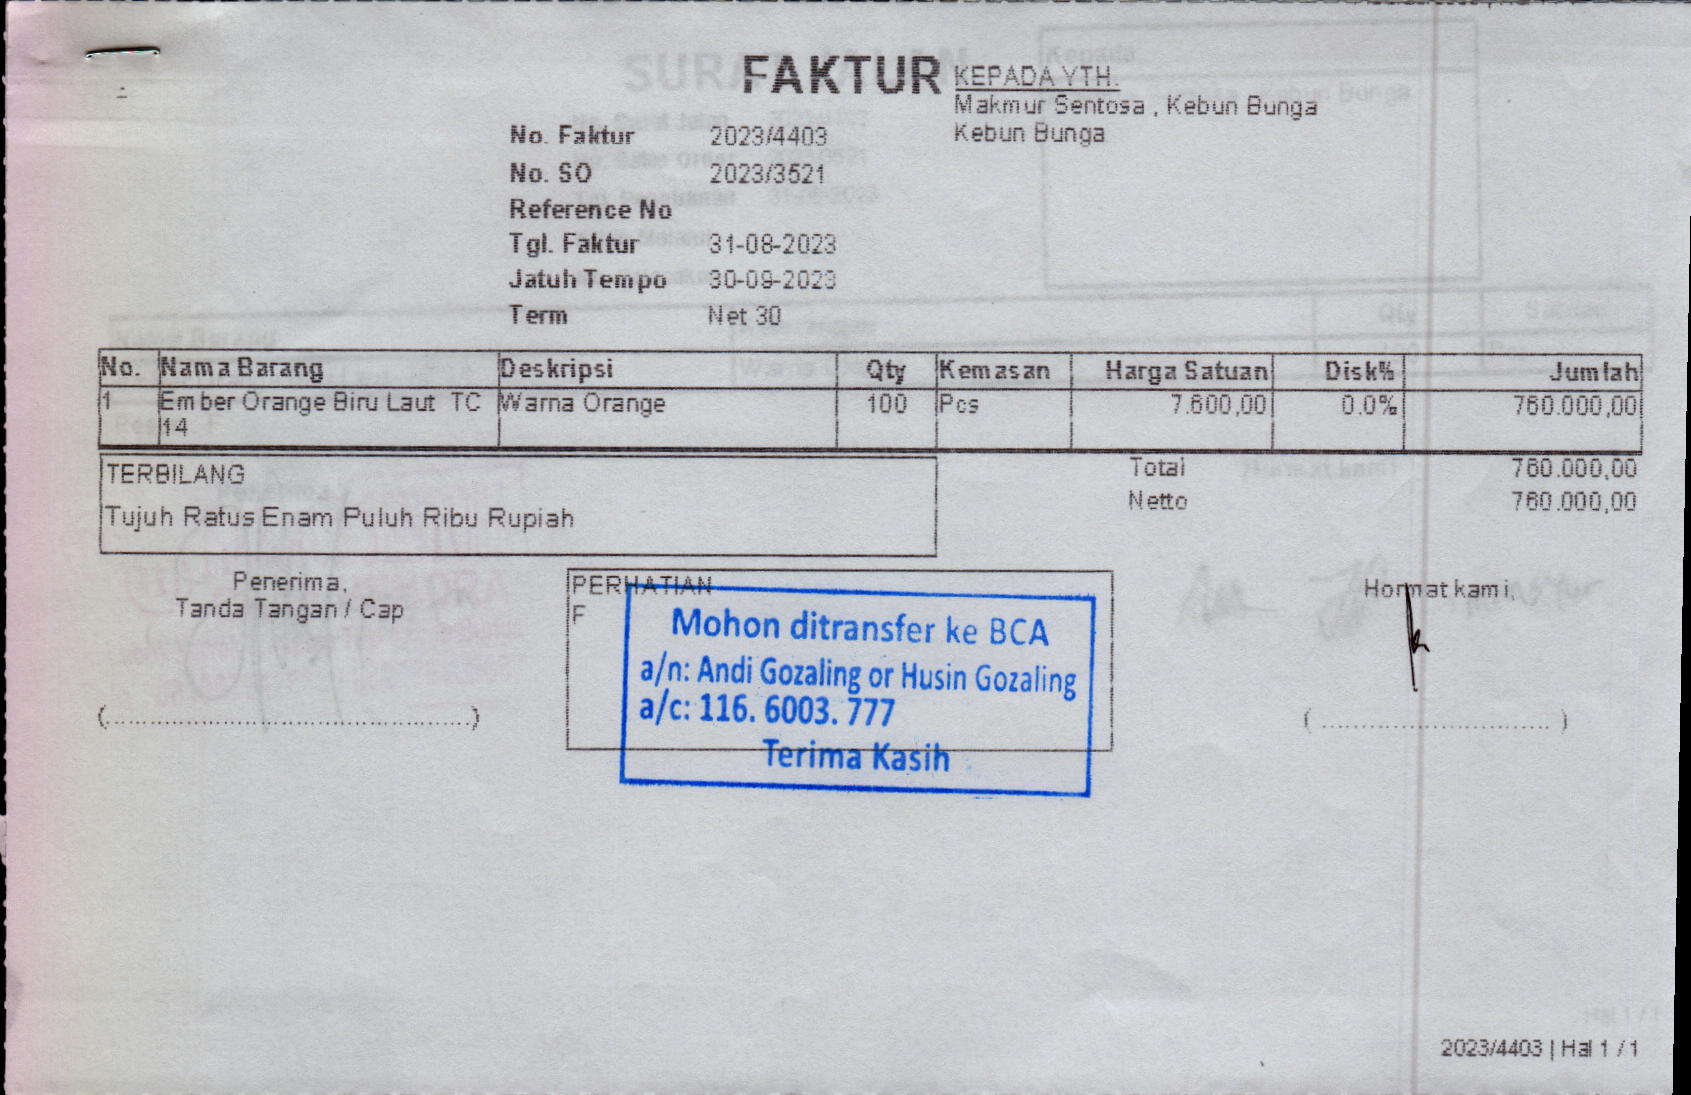 FAKTUR
KEPADA YTH.
Makmur Sentosa , Kebun Bunga
Kebun Bunga
No. Faktur 2023/4403
No. SO 2023/3521
Reference No
Tgl. Faktur 31-08-2023
Jatuh Tempo 30-09-2023
Term Net 30
No. Nama Barang Deskripsi Qty Kemasan Harga Satuan Disk% Jumlah
1 Ember Orange Biru Laut TC Warna Orange 100 Pcs 7.600,00 0.0% 760.000,00
14
TERBILANG
Tujuh Ratus Enam Puluh Ribu Rupiah
Total 760.000,00
Netto 760.000,00
Penerima,
Tanda Tangan / Cap
(..................................................)
PERHATIAN
F
Mohon ditransfer ke BCA
a/n: Andi Gozaling or Husin Gozaling
a/c: 116. 6003. 777
Terima Kasih
Hormat kami,
( ................................ )
2023/4403 | Hal 1 / 1